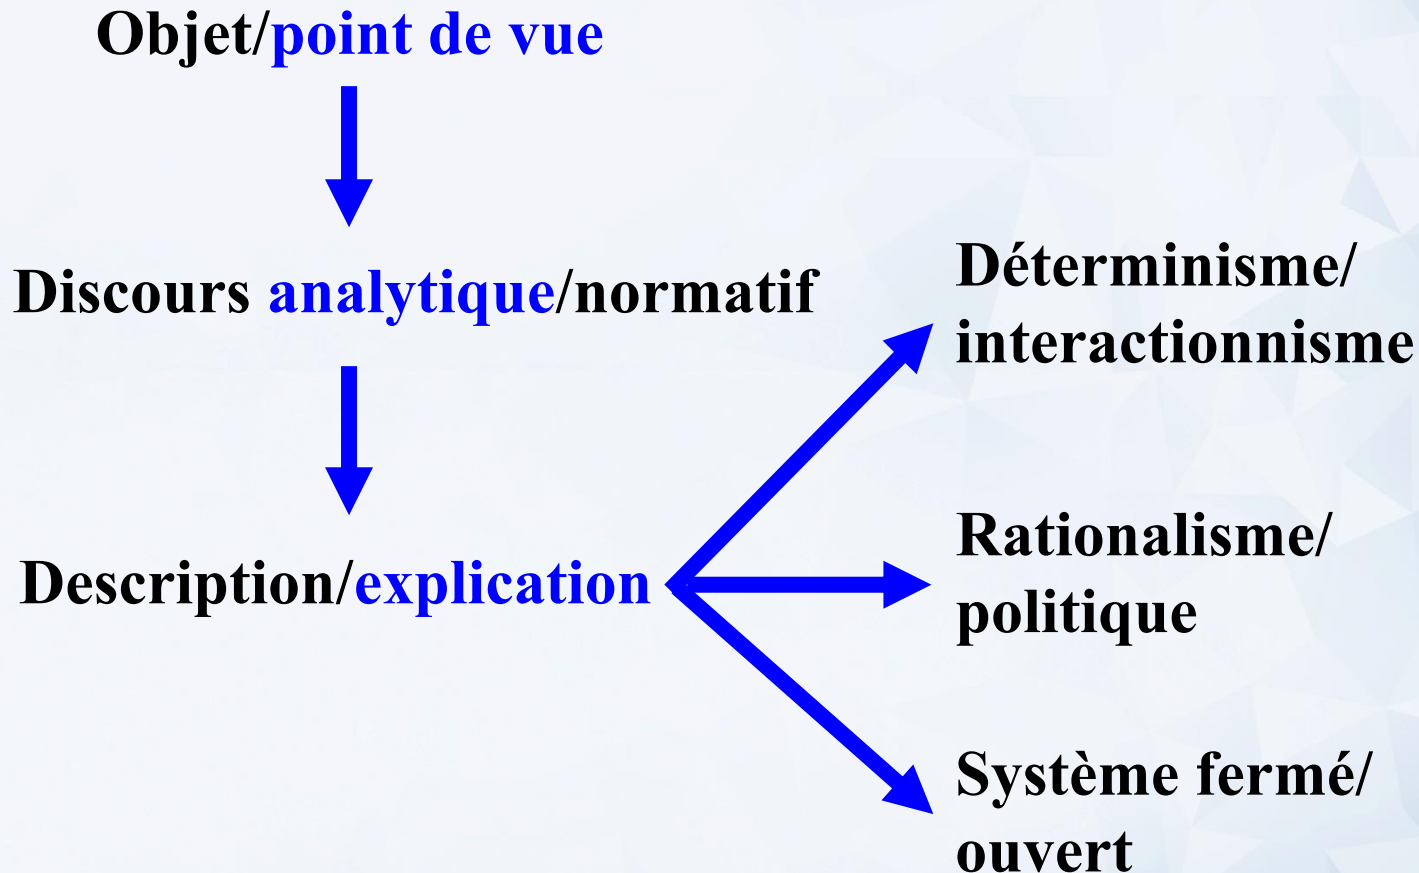 Objet/point de vue
Discours analytique/normatif
Description/explication
Déterminisme/
interactionnisme
Rationalisme/
politique
Système fermé/
ouvert